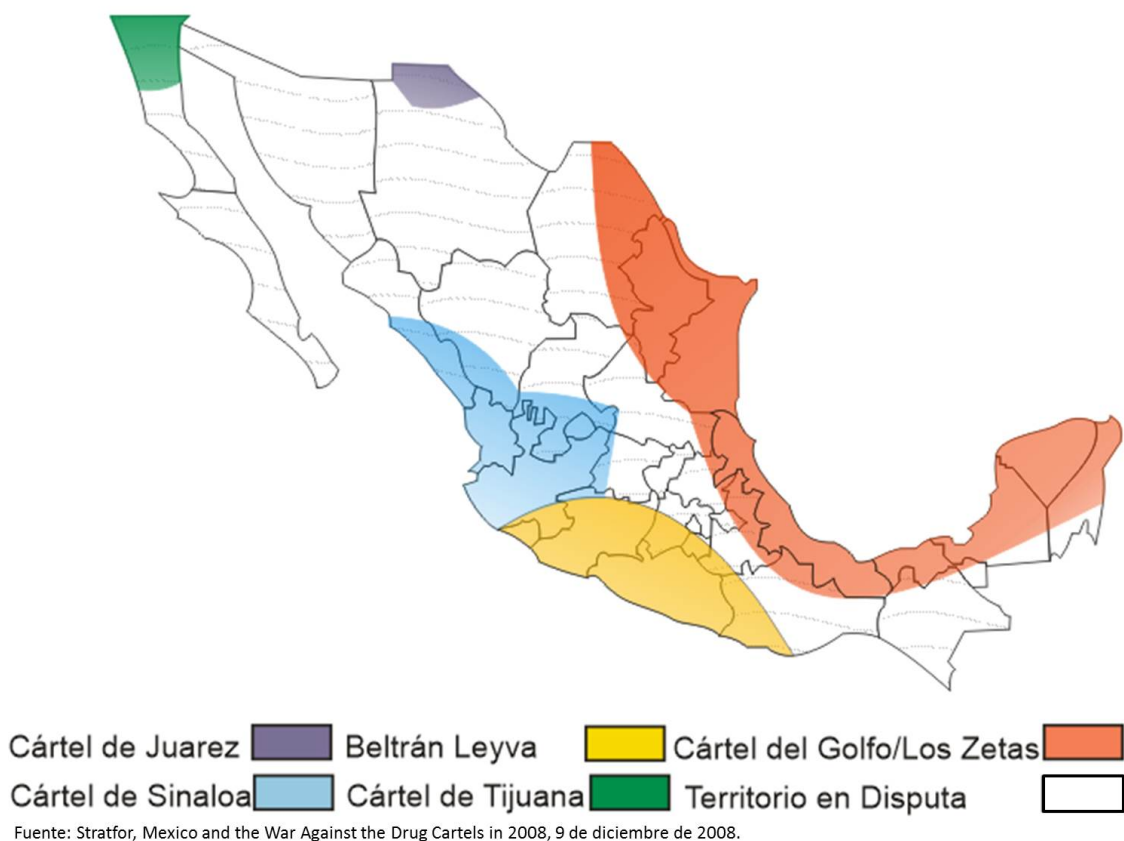 Cártel de Juarez Beltrán Leyva Cártel del Golfo/Los Zetas
Cártel de Sinaloa Cártel de Tijuana Territorio en Disputa
Fuente: Stratfor, Mexico and the War Against the Drug Cartels in 2008, 9 de diciembre de 2008.